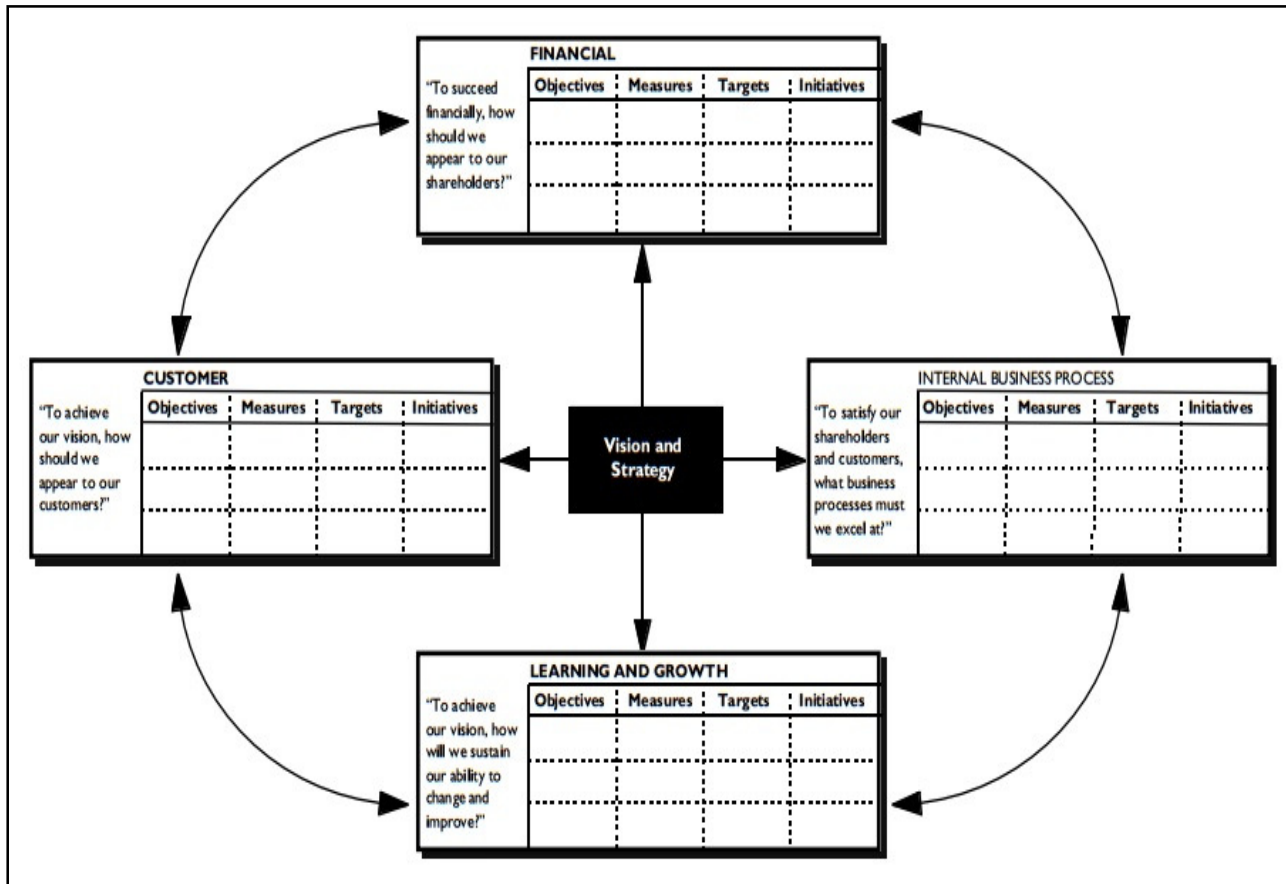 FINANCIAL
“To succeed
financially, how
should we
appear to our
shareholders?”
Objectives Measures Targets Initiatives
CUSTOMER
“To achieve
our vision, how
should we
appear to our
customers?”
Objectives Measures Targets Initiatives
Vision and
Strategy
INTERNAL BUSINESS PROCESS
“To satisfy our
shareholders
and customers,
what business
processes must
we excel at?”
Objectives Measures Targets Initiatives
LEARNING AND GROWTH
“To achieve
our vision, how
will we sustain
our ability to
change and
improve?”
Objectives Measures Targets Initiatives